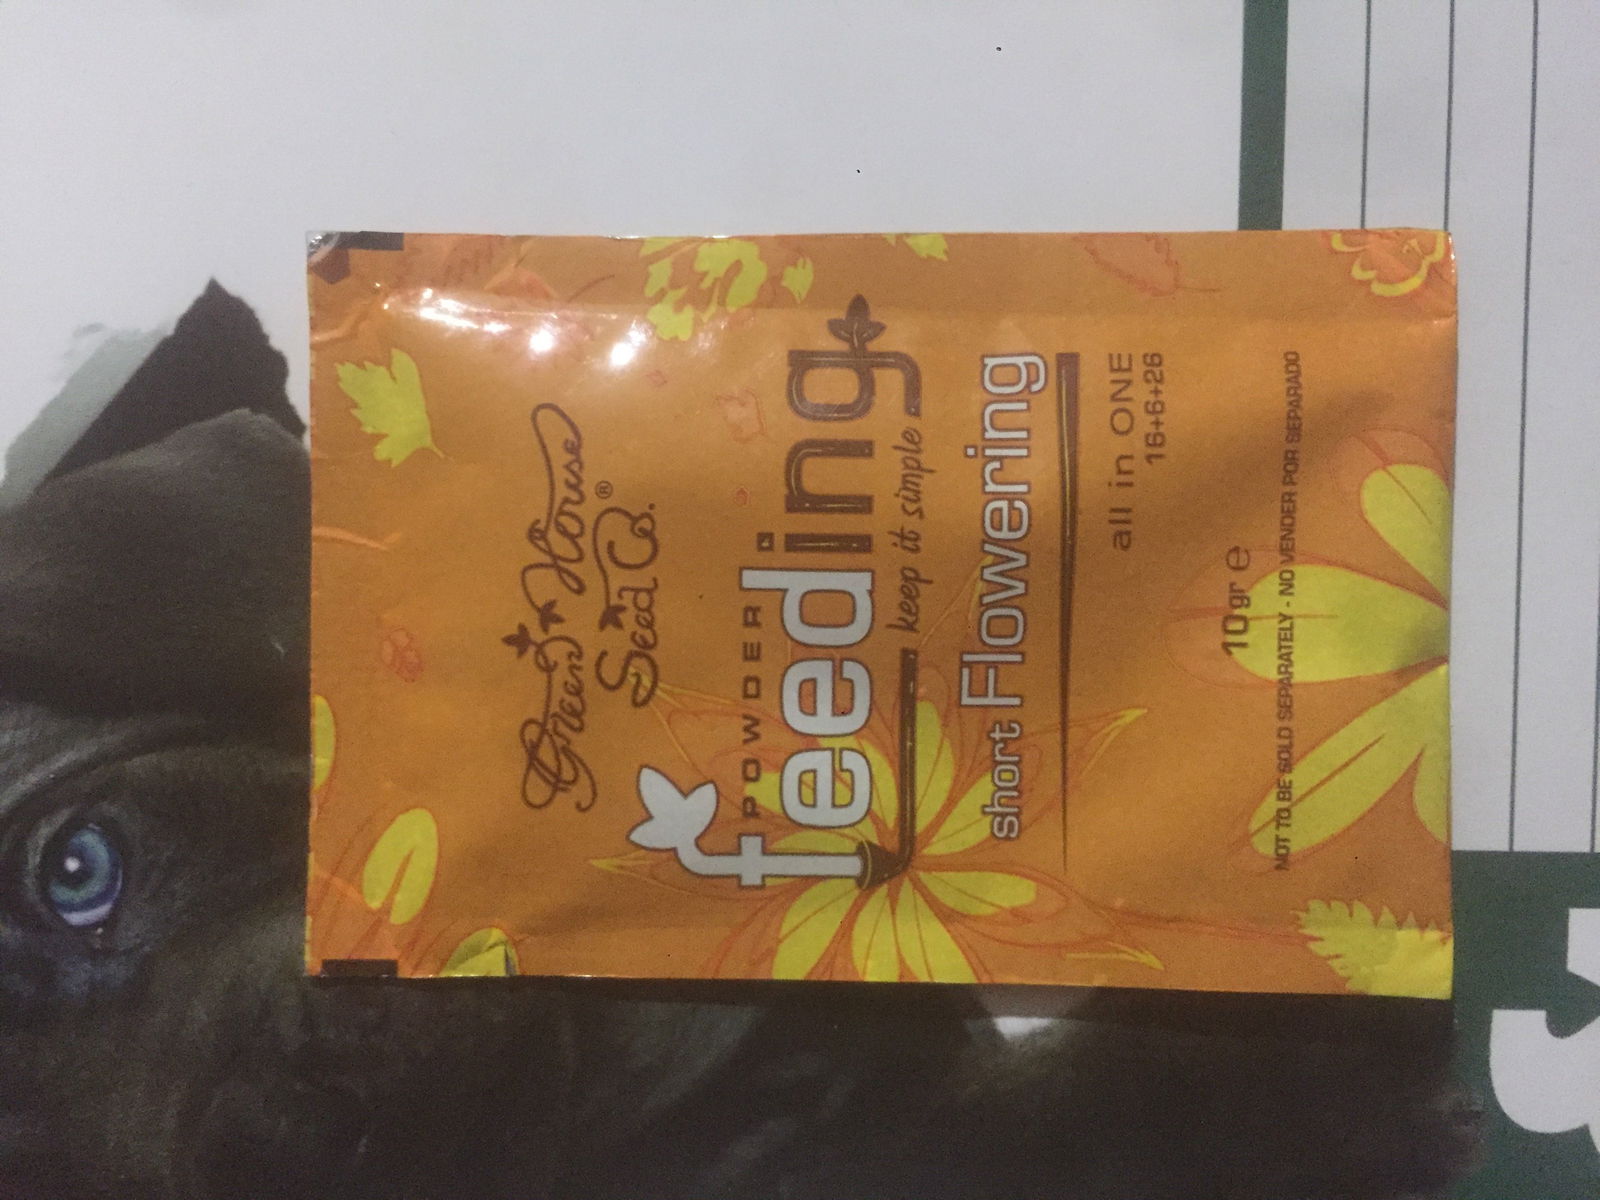 Green House
Seed Co.®
POWDER
feeding
keep it simple
short Flowering
all in ONE
16+6+26
10gr e
NOT TO BE SOLD SEPARATELY - NO VENDER POR SEPARADO